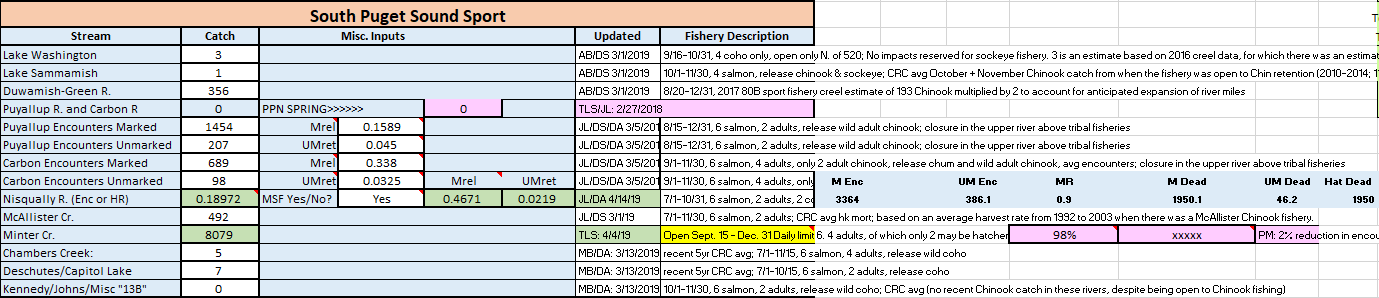 South Puget Sound Sport
Stream Catch Misc. Inputs Updated Fishery Description
Lake Washington 3 AB/DS 3/1/2019 9/16-10/31, 4 coho only, open only N. of 520; No impacts reserved for sockeye fishery. 3 is an estimate based on 2016 creel data, for which there was an estimat
Lake Sammamish 1 AB/DS 3/1/2019 10/1-11/30, 4 salmon, release chinook & sockeye; CRC avg October + November Chinook catch from when the fishery was open to Chin retention (2010-2014; 1
Duwamish-Green R. 356 AB/DS 3/1/2019 8/20-12/31, 2017 80B sport fishery creel estimate of 193 Chinook multiplied by 2 to account for anticipated expansion of river miles
Puyallup R. and Carbon R 0 PPN SPRING>>>>>> 0 TLS/JL: 2/27/2018
Puyallup Encounters Marked 1454 Mrel 0.1589 JL/DS/DA 3/5/201 8/15-12/31, 6 salmon, 2 adults, release wild adult chinook; closure in the upper river above tribal fisheries
Puyallup Encounters Unmarked 207 UMret 0.045 JL/DS/DA 3/5/201 8/15-12/31, 6 salmon, 2 adults, release wild adult chinook; closure in the upper river above tribal fisheries
Carbon Encounters Marked 689 Mrel 0.338 JL/DS/DA 3/5/201 9/1-11/30, 6 salmon, 4 adults, only 2 adult chinook, release chum and wild adult chinook, avg encounters; closure in the upper river above tribal fisheries
Carbon Encounters Unmarked 98 UMret 0.0325 Mrel UMret JL/DS/DA 3/5/201 9/1-11/30, 6 salmon, 4 adults, only M Enc UM Enc MR M Dead UM Dead Hat Dead
Nisqually R. (Enc or HR) 0.18972 MSF Yes/No? Yes 0.4671 0.0219 JL/DA 4/14/19 7/1-10/31, 6 salmon, 2 adults, 2 co 3364 386.1 0.9 1950.1 46.2 1950
McAllister Cr. 492 JL/DS 3/1/19 7/1-11/30, 6 salmon, 2 adults; CRC avg hk mort; based on an average harvest rate from 1992 to 2003 when there was a McAllister Chinook fishery.
Minter Cr. 8079 TLS: 4/4/19 Open Sept. 15 - Dec. 31 Daily limit 6. 4 adults, of which only 2 may be hatcher 98% xxxxx PM: 2% reduction in encou
Chambers Creek: 5 MB/DA: 3/13/2019 recent 5yr CRC avg; 7/1-11/15, 6 salmon, 4 adults, release wild coho
Deschutes/Capitol Lake 7 MB/DA: 3/13/2019 recent 5yr CRC avg; 7/1-10/15, 6 salmon, 2 adults, release coho
Kennedy/Johns/Misc "13B" 0 MB/DA: 3/13/2019 10/1-11/30, 6 salmon, 2 adults, release wild coho; CRC avg (no recent Chinook catch in these rivers, despite being open to Chinook fishing)